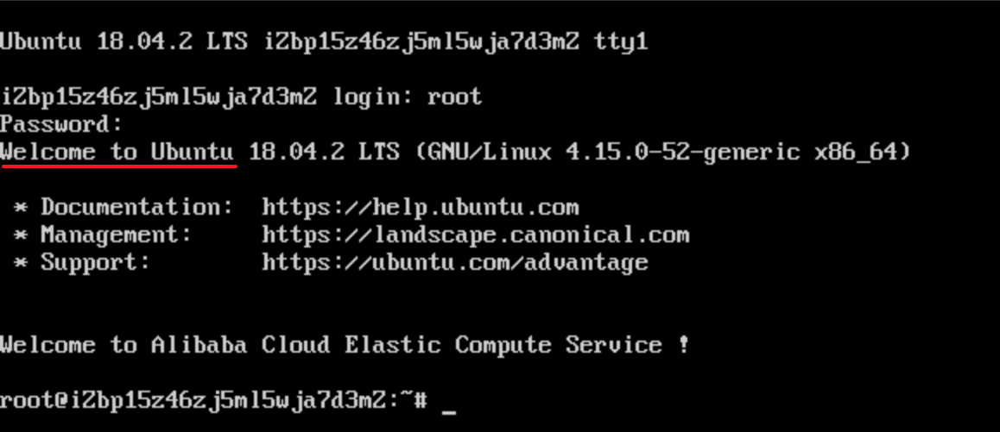 Ubuntu 18.04.2 LTS iZbp15z46zj5ml5wja7d3mZ tty1
iZbp15z46zj5ml5wja7d3mZ login: root
Password:
Welcome to Ubuntu 18.04.2 LTS (GNU/Linux 4.15.0-52-generic x86_64)
* Documentation: https://help.ubuntu.com
* Management: https://landscape.canonical.com
* Support: https://ubuntu.com/advantage
Welcome to Alibaba Cloud Elastic Compute Service !
root@iZbp15z46zj5ml5wja7d3mZ:~# _